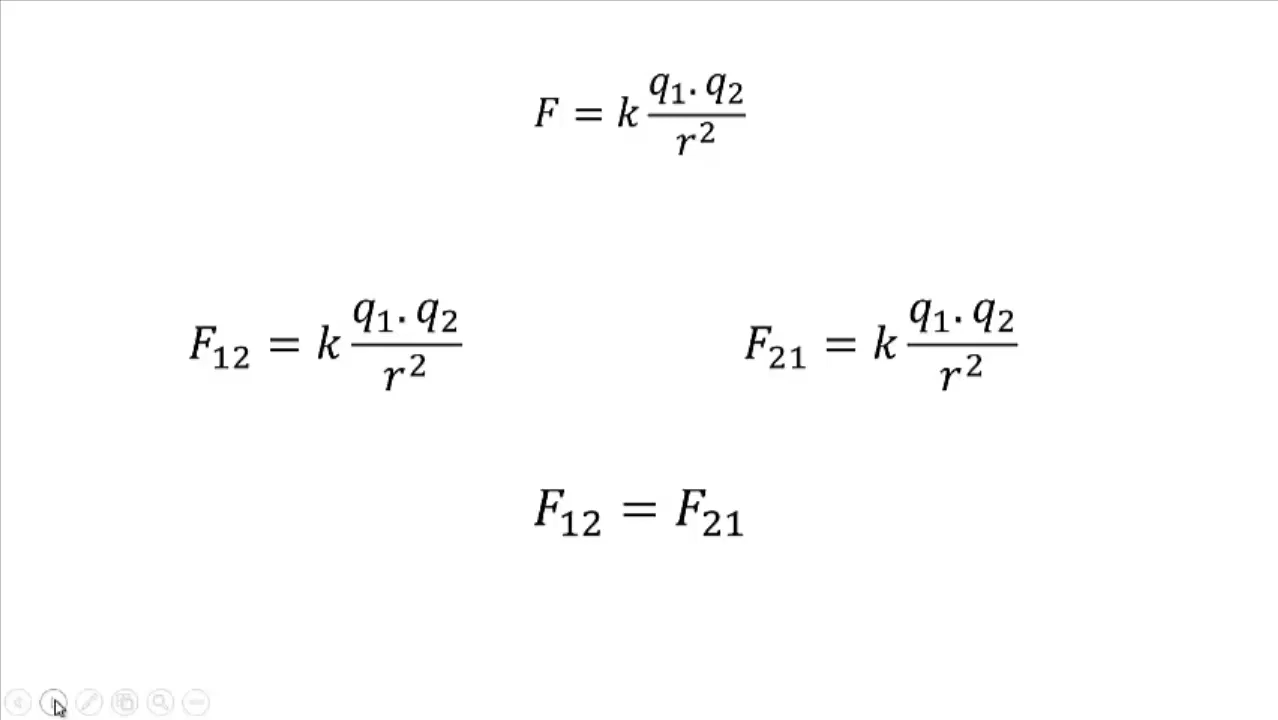 F = k q₁. q₂ / r²
F₁₂ = k q₁. q₂ / r²
F₂₁ = k q₁. q₂ / r²
F₁₂ = F₂₁